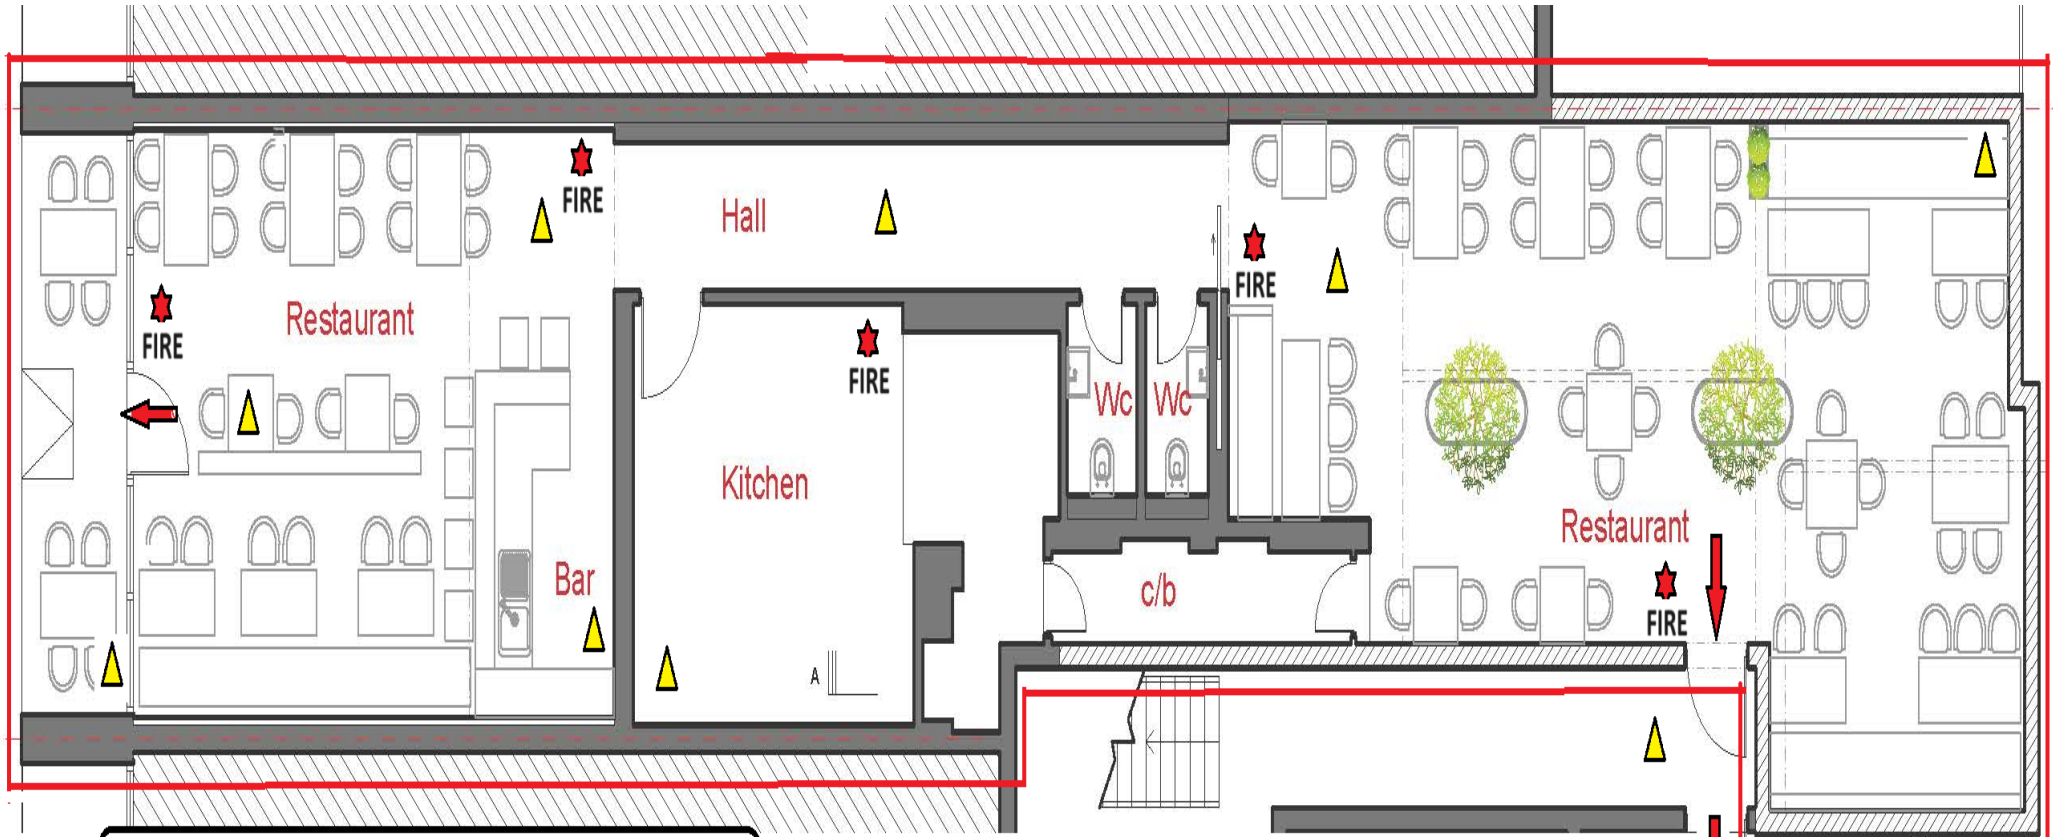 FIRE
Hall
FIRE
Restaurant
FIRE
FIRE
Wc
Wc
Kitchen
Restaurant
Bar
c/b
FIRE
A